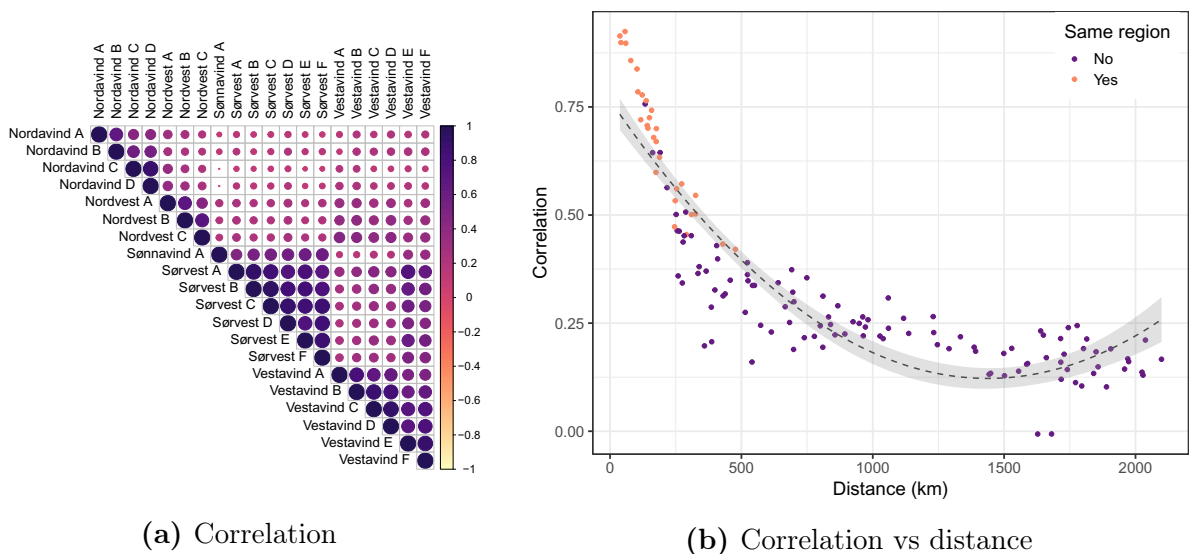 Nordavind A
Nordavind B
Nordavind C
Nordavind D
Nordvest A
Nordvest B
Nordvest C
Sønnavind A
Sørvest A
Sørvest B
Sørvest C
Sørvest D
Sørvest E
Sørvest F
Vestavind A
Vestavind B
Vestavind C
Vestavind D
Vestavind E
Vestavind F
Nordavind A
Nordavind B
Nordavind C
Nordavind D
Nordvest A
Nordvest B
Nordvest C
Sønnavind A
Sørvest A
Sørvest B
Sørvest C
Sørvest D
Sørvest E
Sørvest F
Vestavind A
Vestavind B
Vestavind C
Vestavind D
Vestavind E
Vestavind F
1
0.8
0.6
0.4
0.2
0
−0.2
−0.4
−0.6
−0.8
−1
(a) Correlation
Same region
No
Yes
Correlation
0.75
0.50
0.25
0.00
0
500
1000
1500
2000
Distance (km)
(b) Correlation vs distance